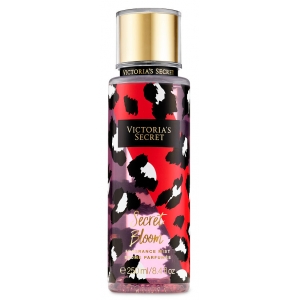 VICTORIA'S SECRET
VICTORIA'S
SECRET
Secret
Bloom
FRAGRANCE MIST
250 ml/8.4 fl oz